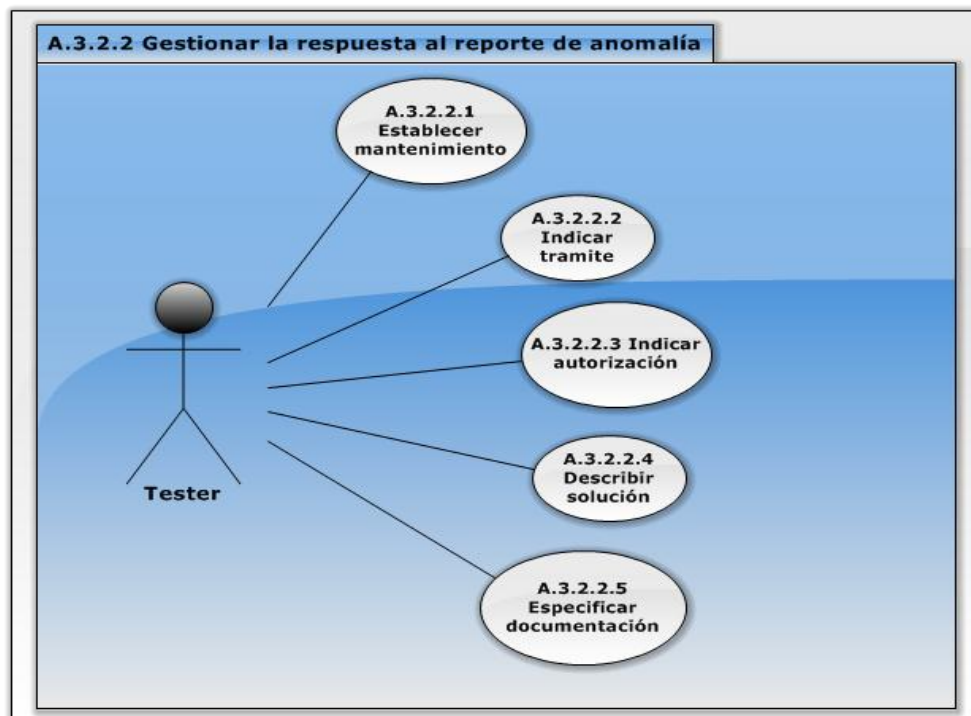 A.3.2.2 Gestionar la respuesta al reporte de anomalía
A.3.2.2.1
Establecer
mantenimiento
A.3.2.2.2
Indicar
tramite
A.3.2.2.3 Indicar
autorización
A.3.2.2.4
Describir
solución
Tester
A.3.2.2.5
Especificar
documentación